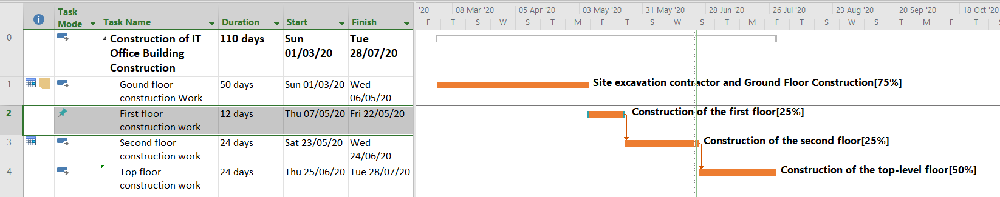 Task Mode Task Name Duration Start Finish
'20 08 Mar '20 05 Apr '20 03 May '20 31 May '20 28 Jun '20 26 Jul '20 23 Aug '20 20 Sep '20 18 Oct '20
F T S S M F T W S T M F S W S T M F T
0 Construction of IT Office Building Construction 110 days Sun 01/03/20 Tue 28/07/20
1 Gound floor construction Work 50 days Sun 01/03/20 Wed 06/05/20
Site excavation contractor and Ground Floor Construction[75%]
2 First floor construction work 12 days Thu 07/05/20 Fri 22/05/20
Construction of the first floor[25%]
3 Second floor construction work 24 days Sat 23/05/20 Wed 24/06/20
Construction of the second floor[25%]
4 Top floor construction work 24 days Thu 25/06/20 Tue 28/07/20
Construction of the top-level floor[50%]